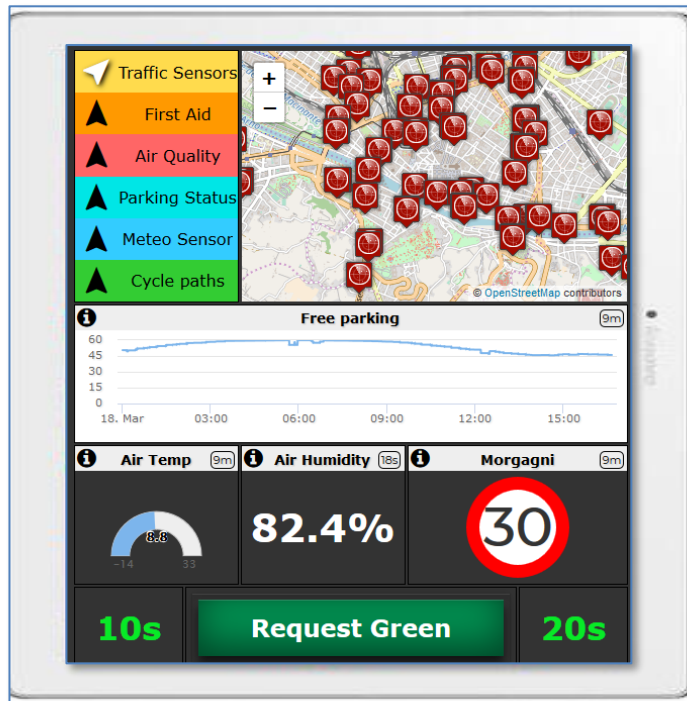 Traffic Sensors
First Aid
Air Quality
Parking Status
Meteo Sensor
Cycle paths
+
−
© OpenStreetMap contributors
Free parking
9m
60
45
30
15
0
18. Mar
03:00
06:00
09:00
12:00
15:00
Air Temp
9m
8.8
-14
33
Air Humidity
18s
82.4%
Morgagni
9m
30
10s
Request Green
20s